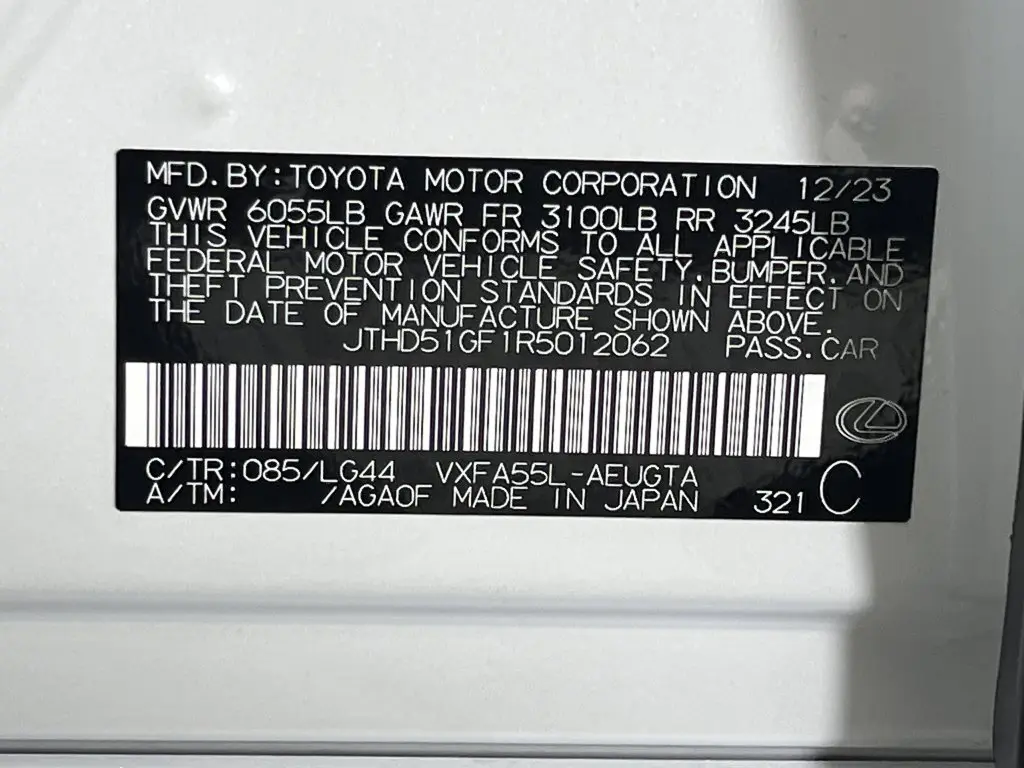 MFD.BY:TOYOTA MOTOR CORPORATION 12/23
GVWR 6055LB GAWR FR 3100LB RR 3245LB
THIS VEHICLE CONFORMS TO ALL APPLICABLE
FEDERAL MOTOR VEHICLE SAFETY,BUMPER,AND
THEFT PREVENTION STANDARDS IN EFFECT ON
THE DATE OF MANUFACTURE SHOWN ABOVE.
JTHD51GF1R5012062 PASS.CAR
C/TR:085/LG44 VXFA55L-AEUGTA
A/TM: /AGA0F MADE IN JAPAN 321 C